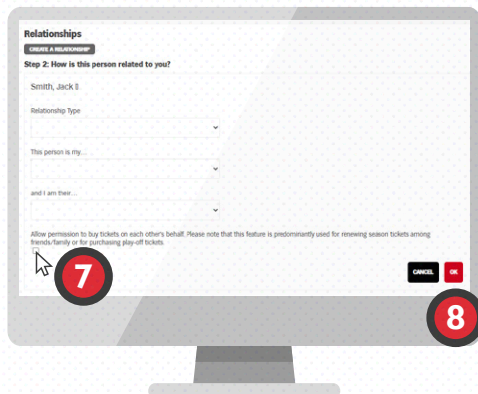 Relationships
CREATE A RELATIONSHIP
Step 2: How is this person related to you?
Smith, Jack
Relationship Type
This person is my...
and I am their...
Allow permission to buy tickets on each other's behalf. Please note that this feature is predominantly used for renewing season tickets among
friends/family or for purchasing play-off tickets.
7
CANCEL OK
8